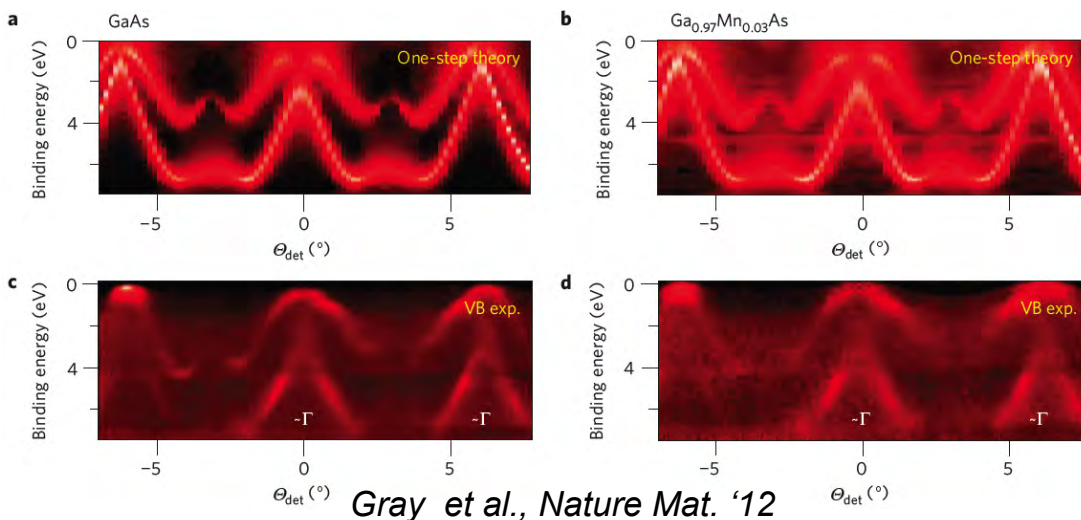 a GaAs
b Ga0.97Mn0.03As
0
4
Binding energy (eV)
One-step theory
−5 0 5
Θdet (°)
0
4
Binding energy (eV)
One-step theory
−5 0 5
Θdet (°)
c
0
4
Binding energy (eV)
VB exp.
~Γ ~Γ
−5 0 5
Θdet (°)
d
0
4
Binding energy (eV)
VB exp.
~Γ ~Γ
−5 0 5
Θdet (°)
Gray et al., Nature Mat. ‘12